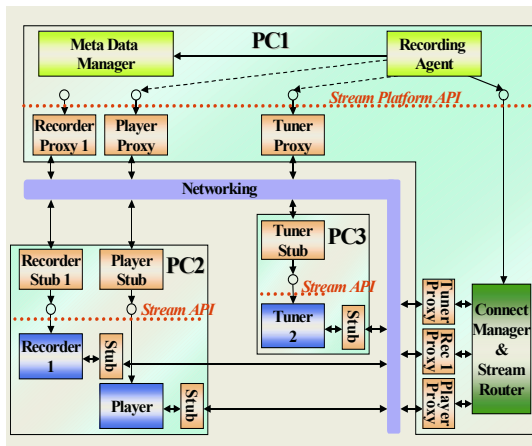 Meta Data
Manager
PC1
Recording
Agent
Stream Platform API
Recorder
Proxy 1
Player
Proxy
Tuner
Proxy
Networking
Recorder
Stub 1
Player
Stub
PC2
Tuner
Stub
PC3
Stream API
Stream API
Recorder
1
Stub
Player
Stub
Tuner
2
Stub
Tuner
Proxy
Rec 1
Proxy
Player
Proxy
Connect
Manager
&
Stream
Router